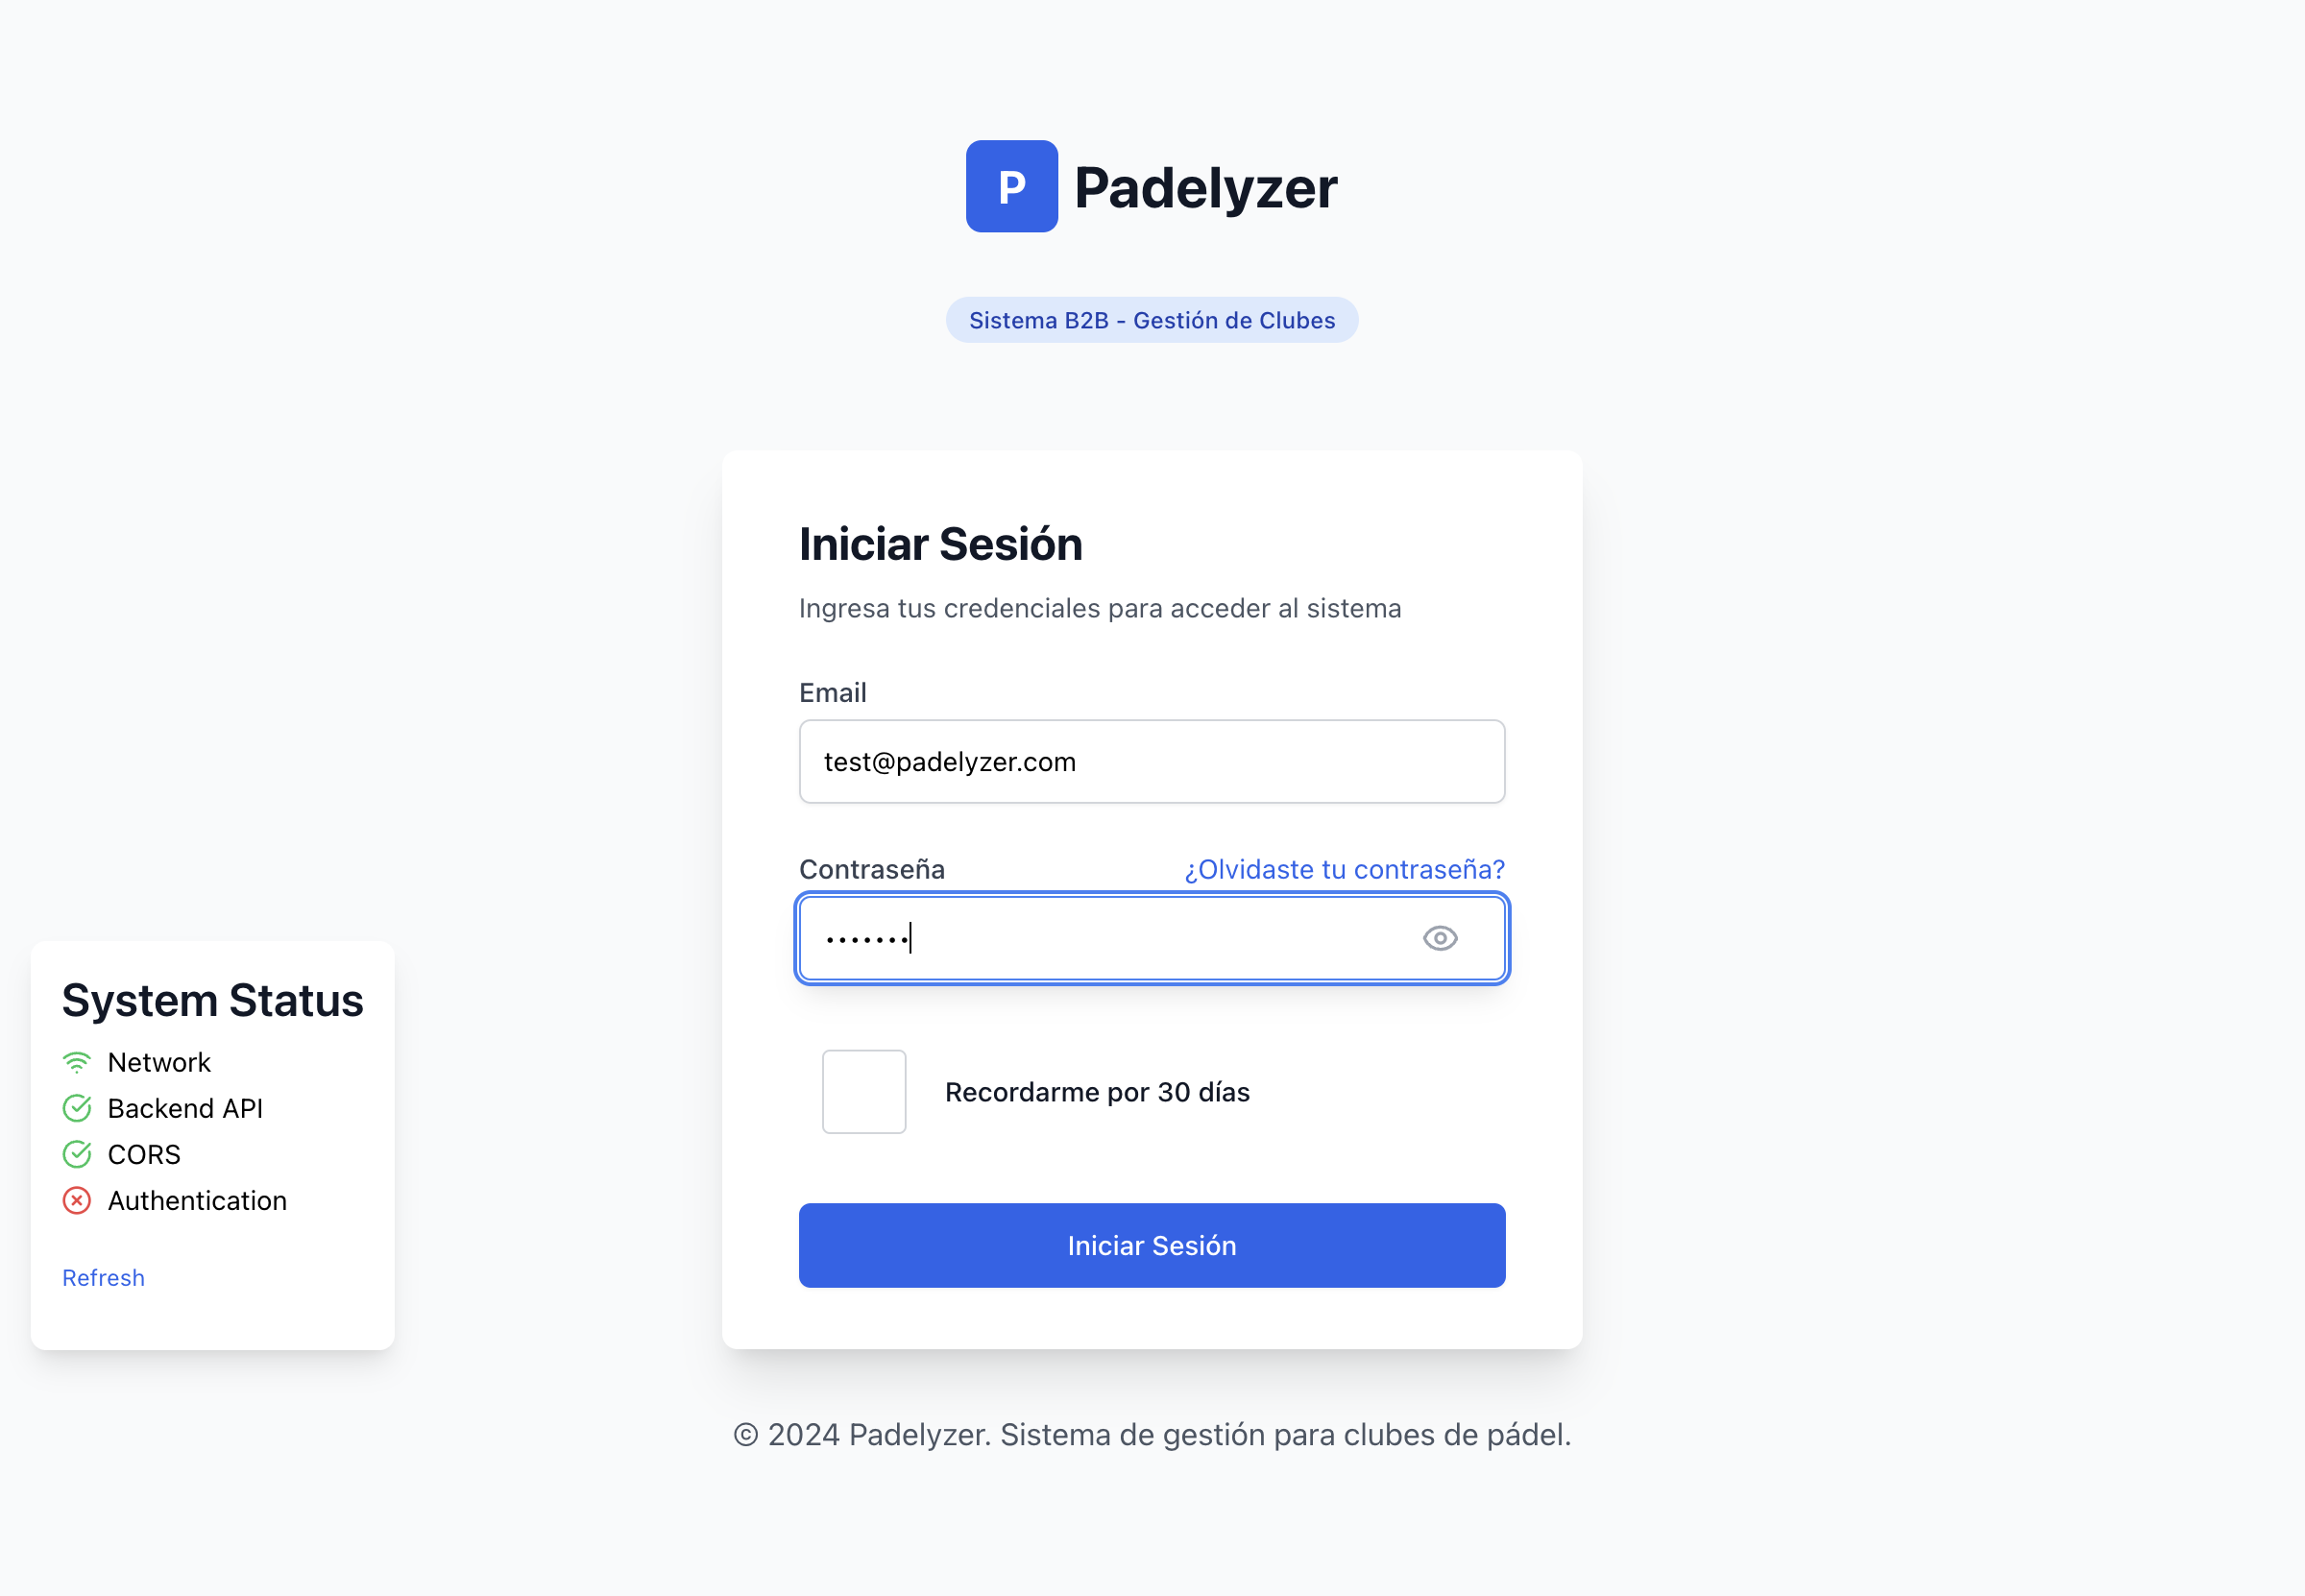 P
Padelyzer
Sistema B2B - Gestión de Clubes
Iniciar Sesión
Ingresa tus credenciales para acceder al sistema
Email
test@padelyzer.com
Contraseña
¿Olvidaste tu contraseña?
•••••••
Recordarme por 30 días
Iniciar Sesión
System Status
Network
Backend API
CORS
Authentication
Refresh
© 2024 Padelyzer. Sistema de gestión para clubes de pádel.